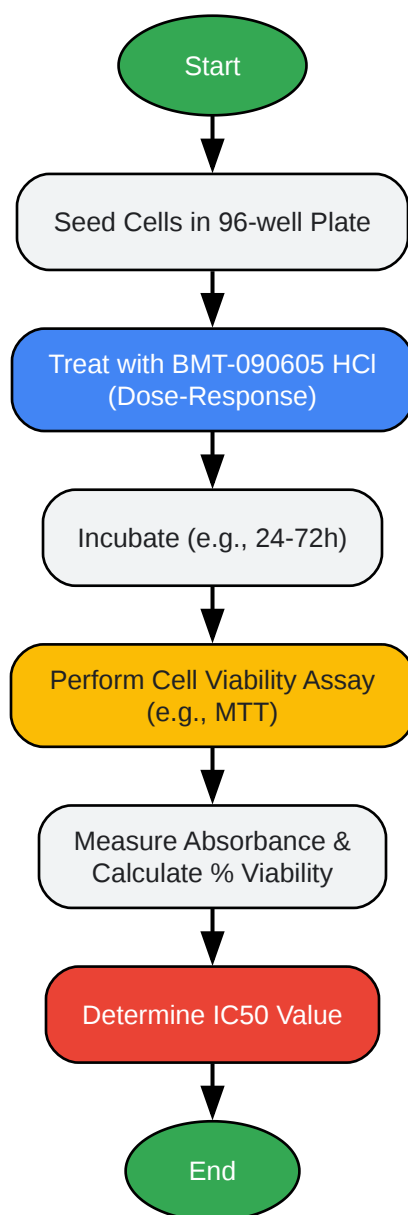 Start
Seed Cells in 96-well Plate
Treat with BMT-090605 HCl
(Dose-Response)
Incubate (e.g., 24-72h)
Perform Cell Viability Assay
(e.g., MTT)
Measure Absorbance &
Calculate % Viability
Determine IC50 Value
End